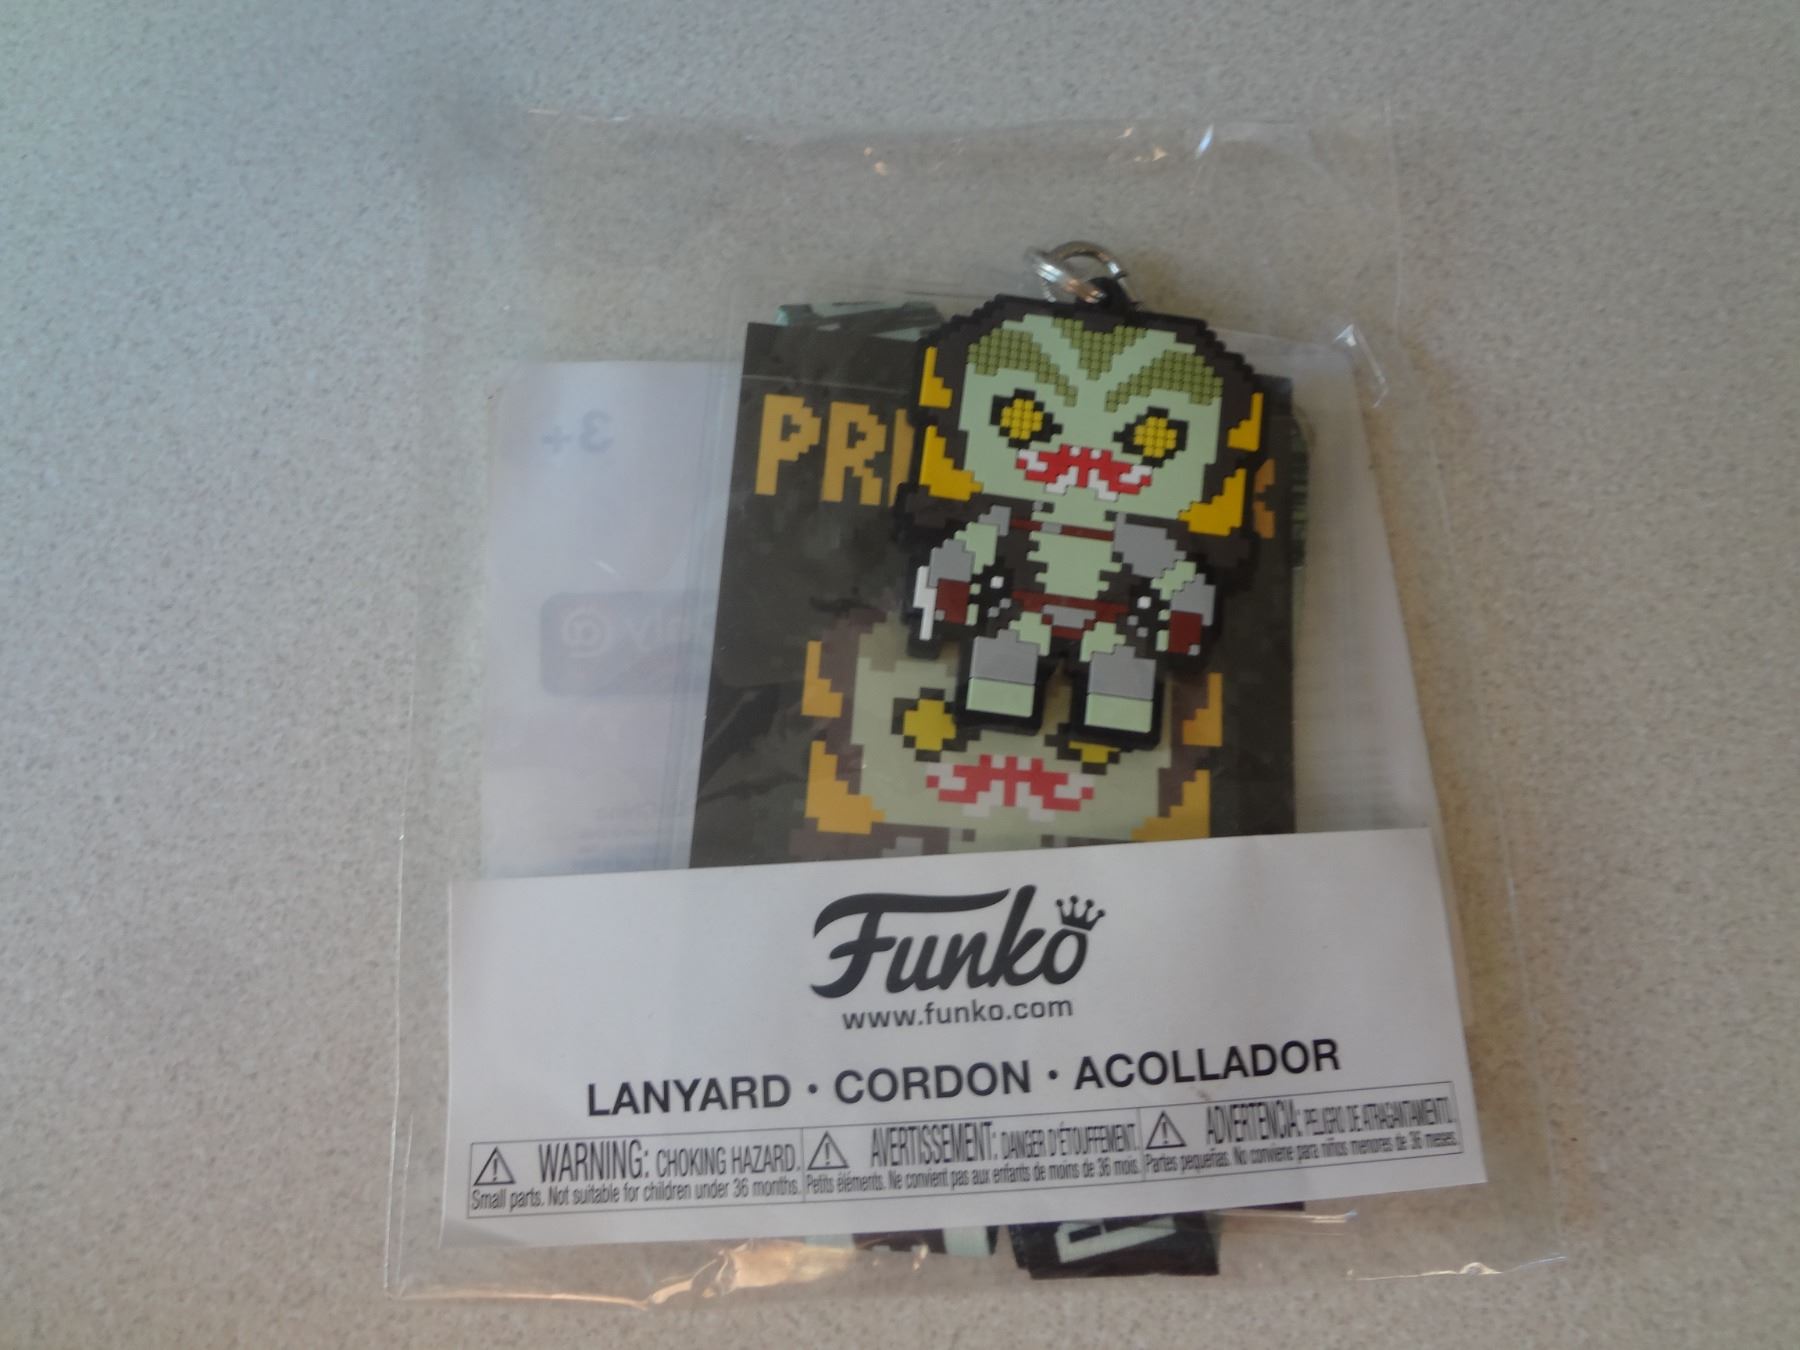 3+
PRI
Funko
www.funko.com
LANYARD • CORDON • ACOLLADOR
WARNING: CHOKING HAZARD.
Small parts. Not suitable for children under 36 months.
AVERTISSEMENT: DANGER D'ÉTOUFFEMENT.
Petits éléments. Ne convient pas aux enfants de moins de 36 mois.
ADVERTENCIA: PELIGRO DE ATRAGANTAMIENTO.
Partes pequeñas. No conviene para niños menores de 36 meses.